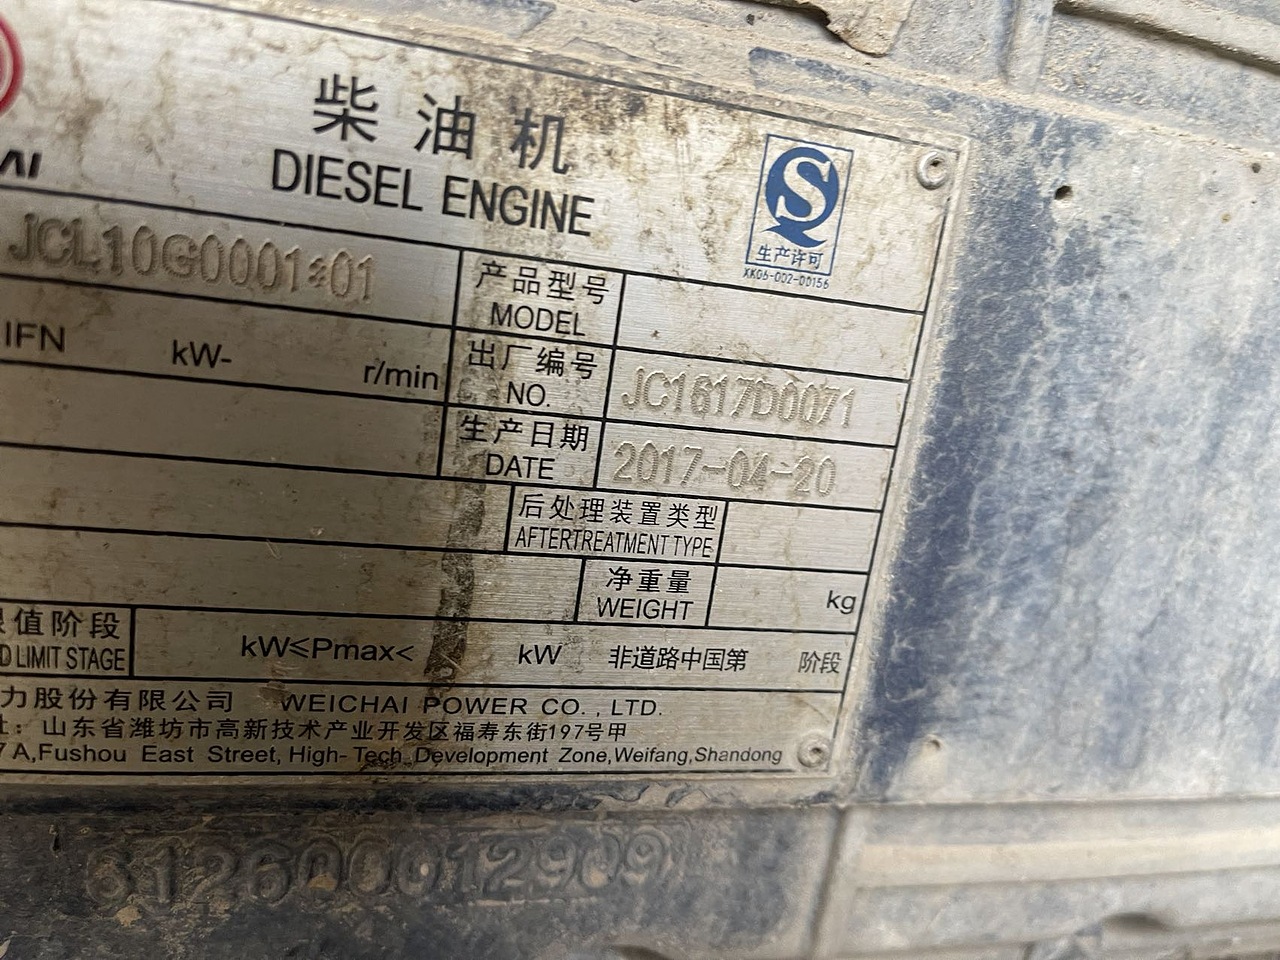 柴油机
DIESEL ENGINE
生产许可
XK06-002-00156
JCL10G0001*01
产品型号
MODEL
IFN kW- r/min
出厂编号
NO.
JC1617D0071
生产日期
DATE
2017-04-20
后处理装置类型
AFTERTREATMENT TYPE
净重量
WEIGHT
kg
值阶段
LIMIT STAGE
kW≤Pmax< kW 非道路中国第 阶段
力股份有限公司 WEICHAI POWER CO.,LTD.
山东省潍坊市高新技术产业开发区福寿东街197号甲
A,Fushou East Street, High-Tech Development Zone,Weifang,Shandong
612600012909